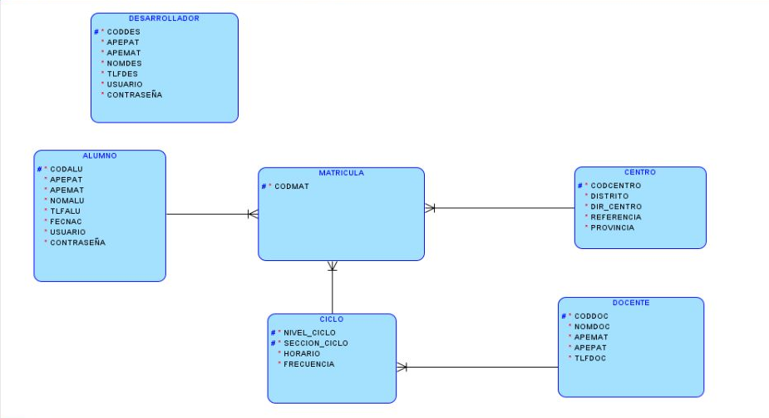 DESARROLLADOR
# * CODDES
* APEPAT
* APEMAT
* NOMDES
* TLFDES
* USUARIO
* CONTRASEÑA
ALUMNO
# * CODALU
* APEPAT
* APEMAT
* NOMALU
* TLFALU
* FECNAC
* USUARIO
* CONTRASEÑA
MATRICULA
# * CODMAT
CENTRO
# * CODCENTRO
* DISTRITO
* DIR_CENTRO
* REFERENCIA
* PROVINCIA
CICLO
# * NIVEL_CICLO
# * SECCION_CICLO
* HORARIO
* FRECUENCIA
DOCENTE
# * CODDOC
* NOMDOC
* APEMAT
* APEPAT
* TLFDOC